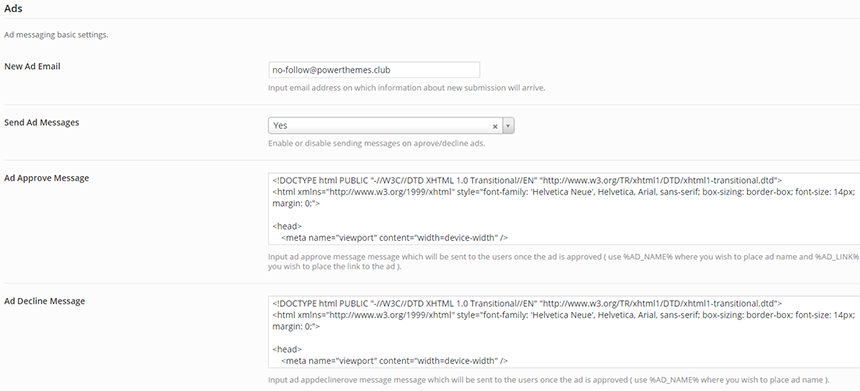 Ads
Ad messaging basic settings.
New Ad Email
no-follow@powerthemes.club
Input email address on which information about new submission will arrive.
Send Ad Messages
Yes
Enable or disable sending messages on aprove/decline ads.
Ad Approve Message
<!DOCTYPE html PUBLIC "-//W3C//DTD XHTML 1.0 Transitional//EN" "http://www.w3.org/TR/xhtml1/DTD/xhtml1-transitional.dtd">
<html xmlns="http://www.w3.org/1999/xhtml" style="font-family: 'Helvetica Neue', Helvetica, Arial, sans-serif; box-sizing: border-box; font-size: 14px;
margin: 0;">
<head>
<meta name="viewport" content="width=device-width" />
Input ad approve message message which will be sent to the users once the ad is approved ( use %AD_NAME% where you wish to place ad name and %AD_LINK%
you wish to place the link to the ad ).
Ad Decline Message
<!DOCTYPE html PUBLIC "-//W3C//DTD XHTML 1.0 Transitional//EN" "http://www.w3.org/TR/xhtml1/DTD/xhtml1-transitional.dtd">
<html xmlns="http://www.w3.org/1999/xhtml" style="font-family: 'Helvetica Neue', Helvetica, Arial, sans-serif; box-sizing: border-box; font-size: 14px;
margin: 0;">
<head>
<meta name="viewport" content="width=device-width" />
Input ad appdeclinerove message message which will be sent to the users once the ad is approved ( use %AD_NAME% where you wish to place ad name ).